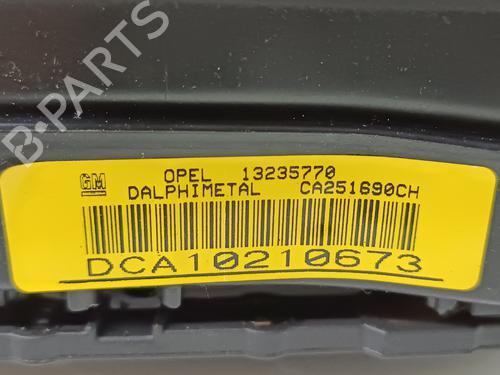 B-PARTS
GM
OPEL 13235770
DALPHIMETAL CA251690CH
DCA10210673